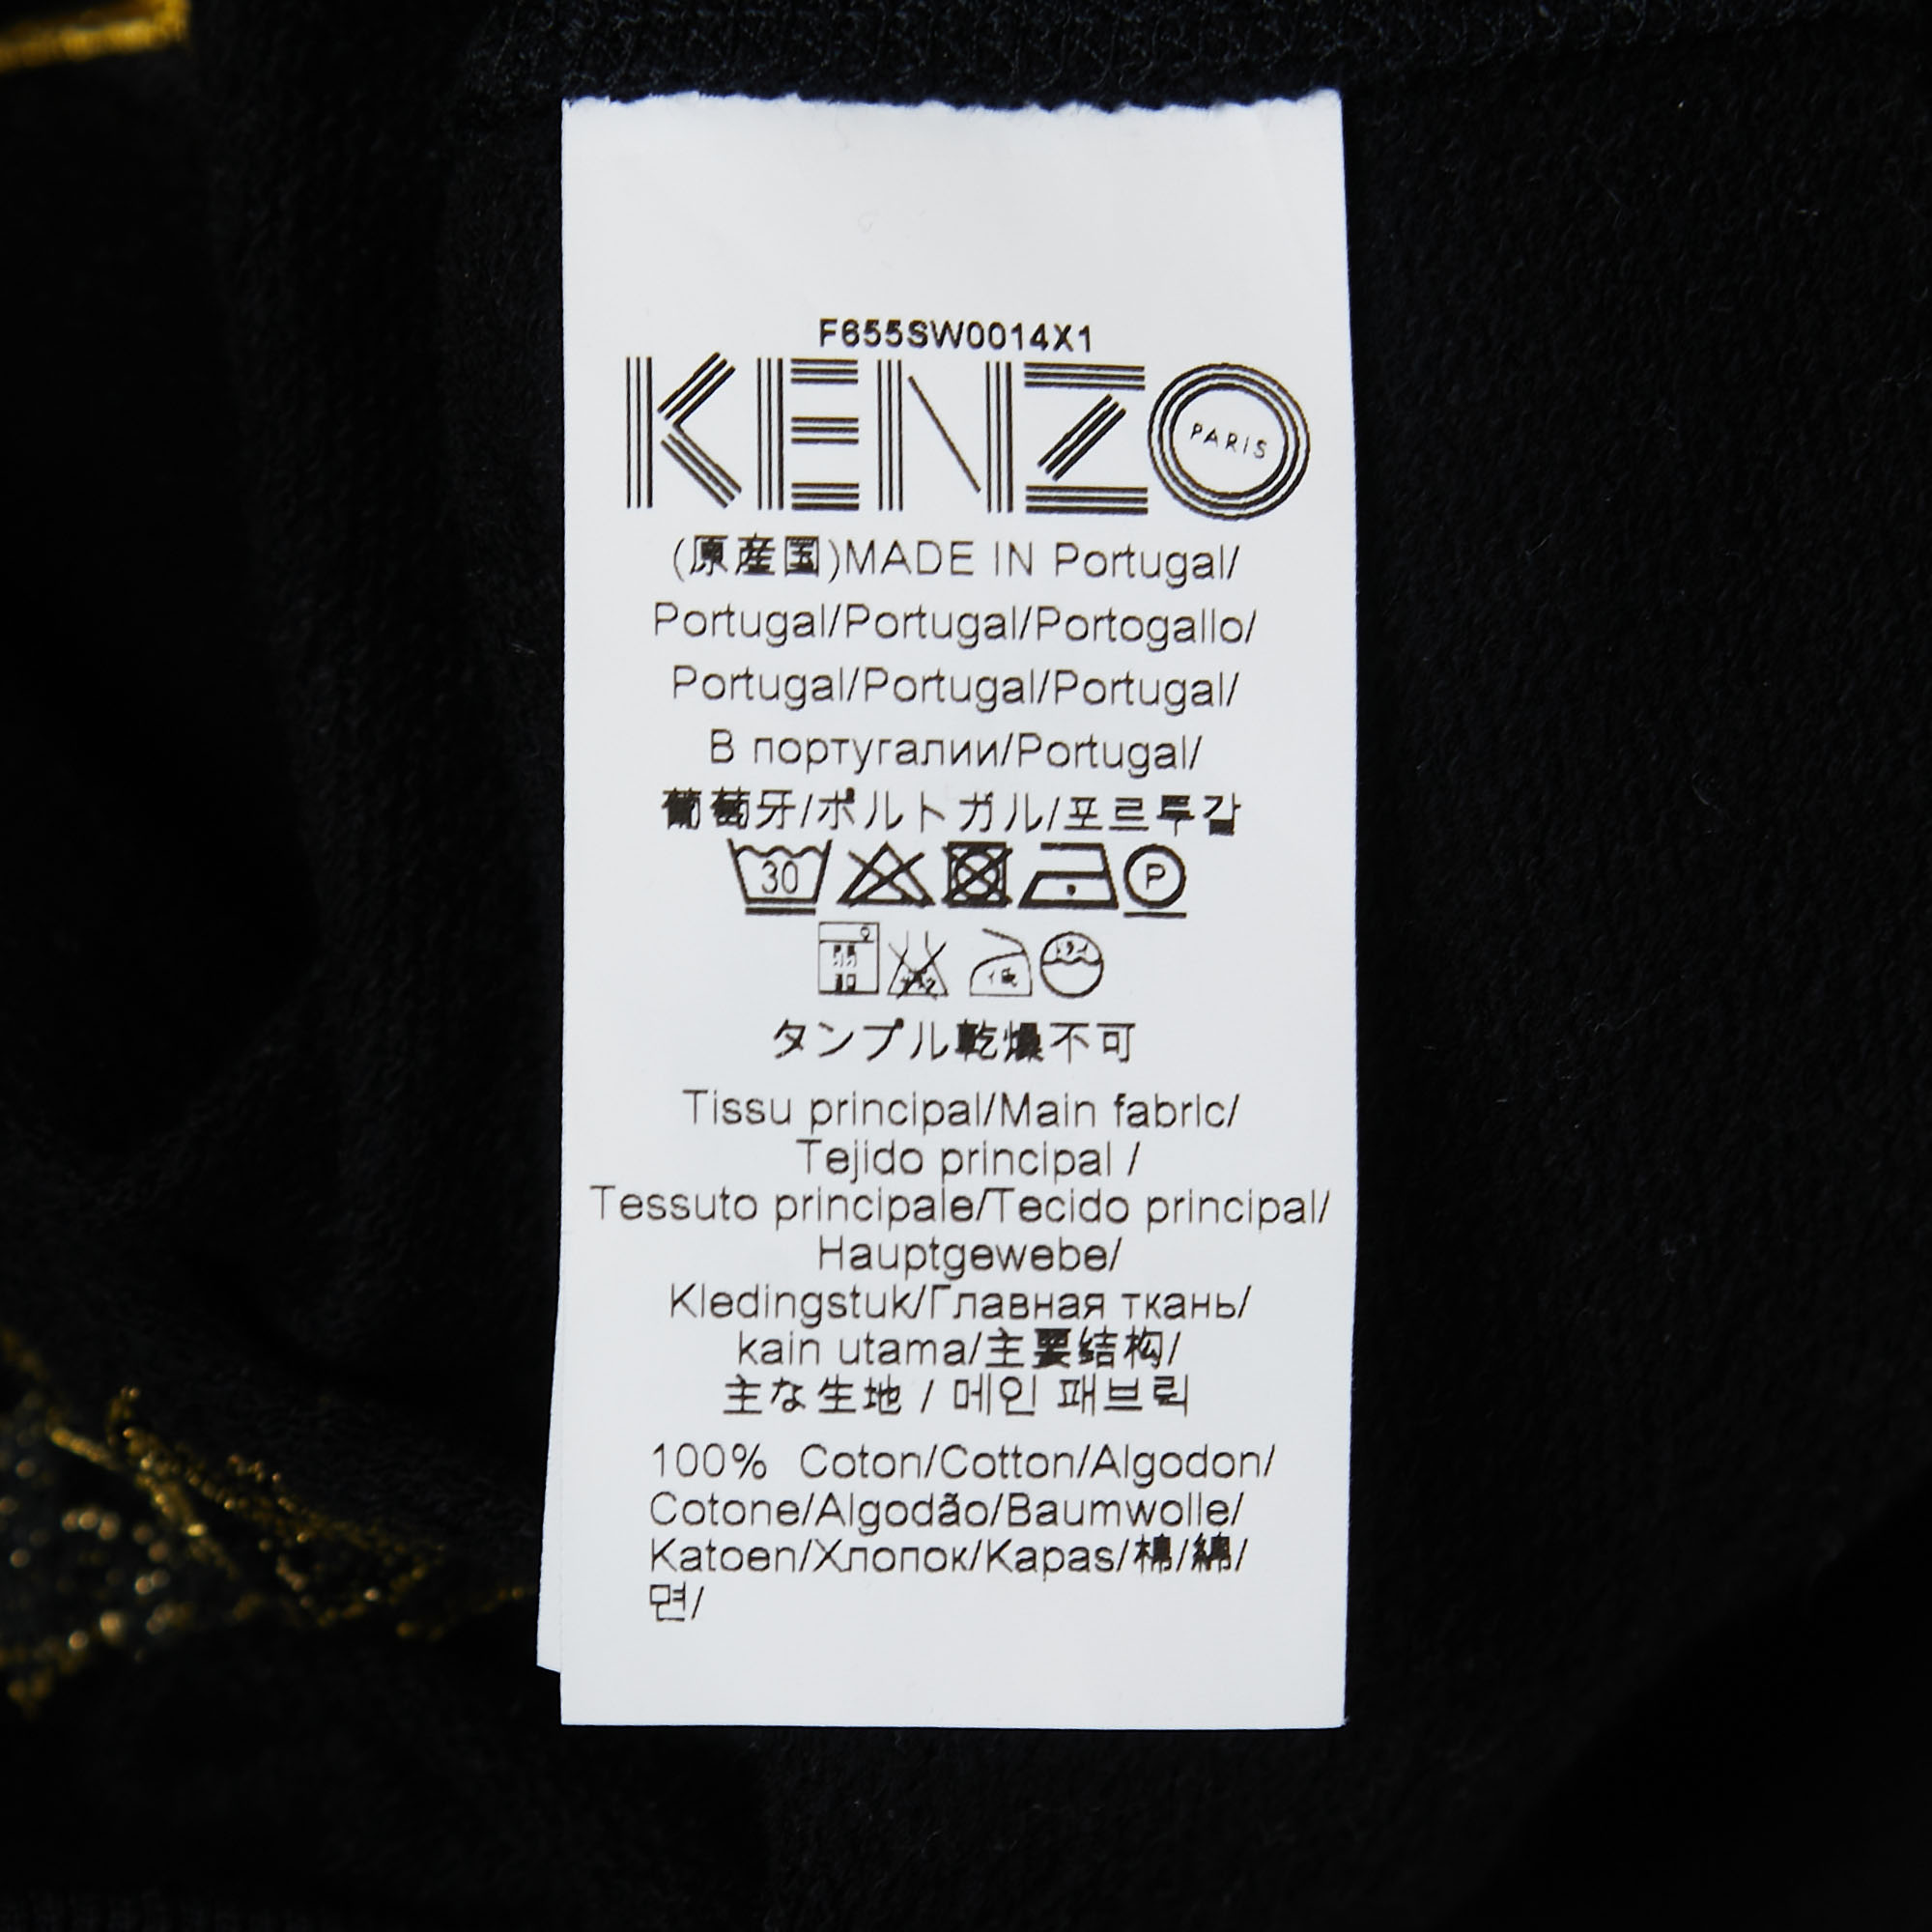 F655SW0014X1
KENZO PARIS
(原産国)MADE IN Portugal/
Portugal/Portugal/Portogallo/
Portugal/Portugal/Portugal/
В португалии/Portugal/
葡萄牙/ポルトガル/포르투갈
30 P
タンプル乾燥不可
Tissu principal/Main fabric/
Tejido principal /
Tessuto principale/Tecido principal/
Hauptgewebe/
Kledingstuk/Главная ткань/
kain utama/主要结构/
主な生地 / 메인 패브릭
100% Coton/Cotton/Algodon/
Cotone/Algodão/Baumwolle/
Katoen/Хлопок/Kapas/棉/綿/
면/